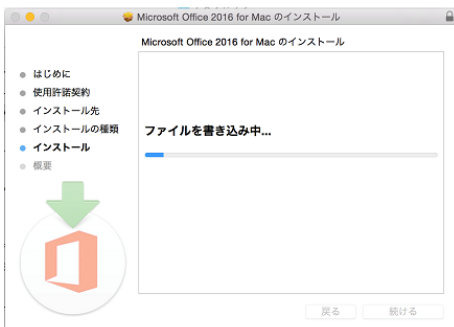 Microsoft Office 2016 for Mac のインストール
Microsoft Office 2016 for Mac のインストール
はじめに
使用許諾契約
インストール先
インストールの種類
インストール
概要
ファイルを書き込み中...
戻る
続ける